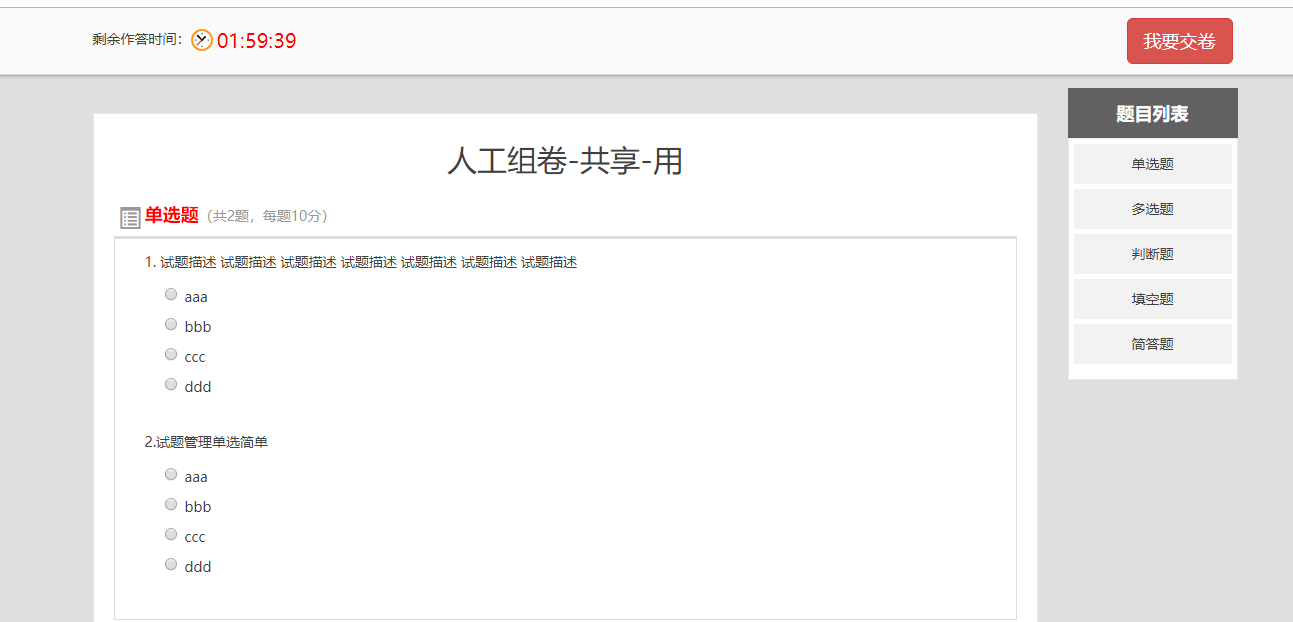 剩余作答时间： 01:59:39
我要交卷
人工组卷-共享-用
单选题（共2题，每题10分）
1. 试题描述 试题描述 试题描述 试题描述 试题描述 试题描述 试题描述
aaa
bbb
ccc
ddd
2.试题管理单选简单
aaa
bbb
ccc
ddd
题目列表
单选题
多选题
判断题
填空题
简答题